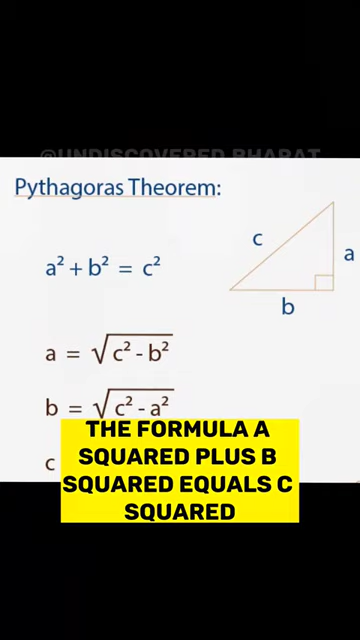 @UNDISCOVERED BHARAT
Pythagoras Theorem:
a² + b² = c²
c
a
b
a = √c² - b²
b = √c² - a²
c
THE FORMULA A
SQUARED PLUS B
SQUARED EQUALS C
SQUARED